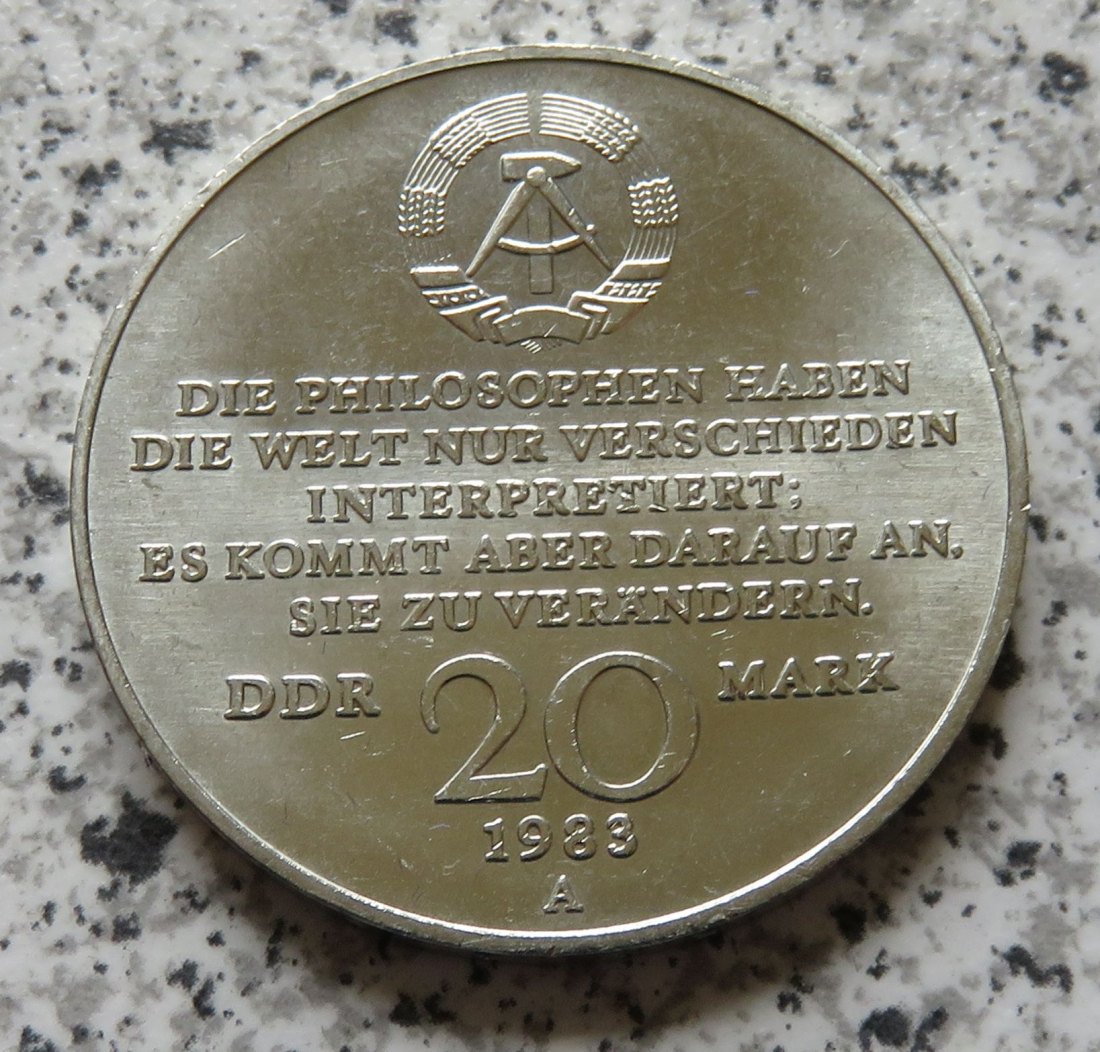 DIE PHILOSOPHEN HABEN
DIE WELT NUR VERSCHIEDEN
INTERPRETIERT;
ES KOMMT ABER DARAUF AN,
SIE ZU VERÄNDERN.
DDR 20 MARK
1983
A